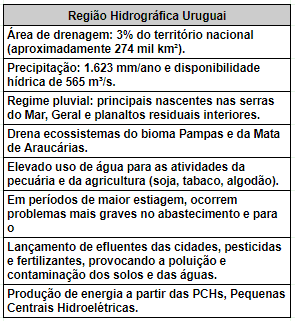 Região Hidrográfica Uruguai
Área de drenagem: 3% do território nacional
(aproximadamente 274 mil km²).
Precipitação: 1.623 mm/ano e disponibilidade
hídrica de 565 m³/s.
Regime pluvial: principais nascentes nas serras
do Mar, Geral e planaltos residuais interiores.
Drena ecossistemas do bioma Pampas e da Mata
de Araucárias.
Elevado uso de água para as atividades da
pecuária e da agricultura (soja, tabaco, algodão).
Em períodos de maior estiagem, ocorrem
problemas mais graves no abastecimento e para
o
Lançamento de efluentes das cidades, pesticidas
e fertilizantes, provocando a poluição e
contaminação dos solos e das águas.
Produção de energia a partir das PCHs, Pequenas
Centrais Hidroelétricas.